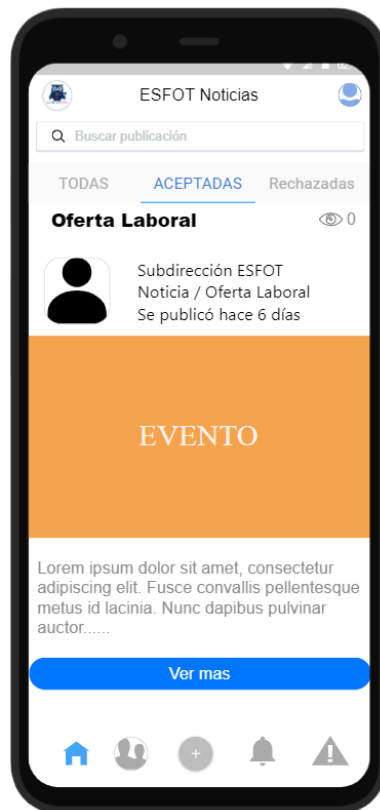 ESFOT Noticias
Buscar publicación
TODAS ACEPTADAS Rechazadas
Oferta Laboral 0
Subdirección ESFOT
Noticia / Oferta Laboral
Se publicó hace 6 días
EVENTO
Lorem ipsum dolor sit amet, consectetur
adipiscing elit. Fusce convallis pellentesque
metus id lacinia. Nunc dapibus pulvinar
auctor......
Ver mas